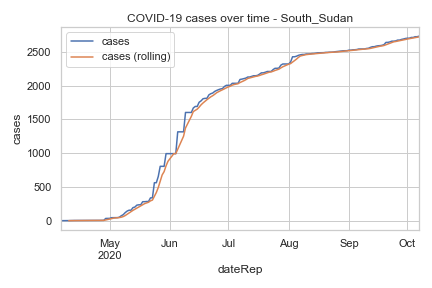 COVID-19 cases over time - South_Sudan
cases
cases (rolling)
cases
2500
2000
1500
1000
500
0
May
2020
Jun
Jul
Aug
Sep
Oct
dateRep